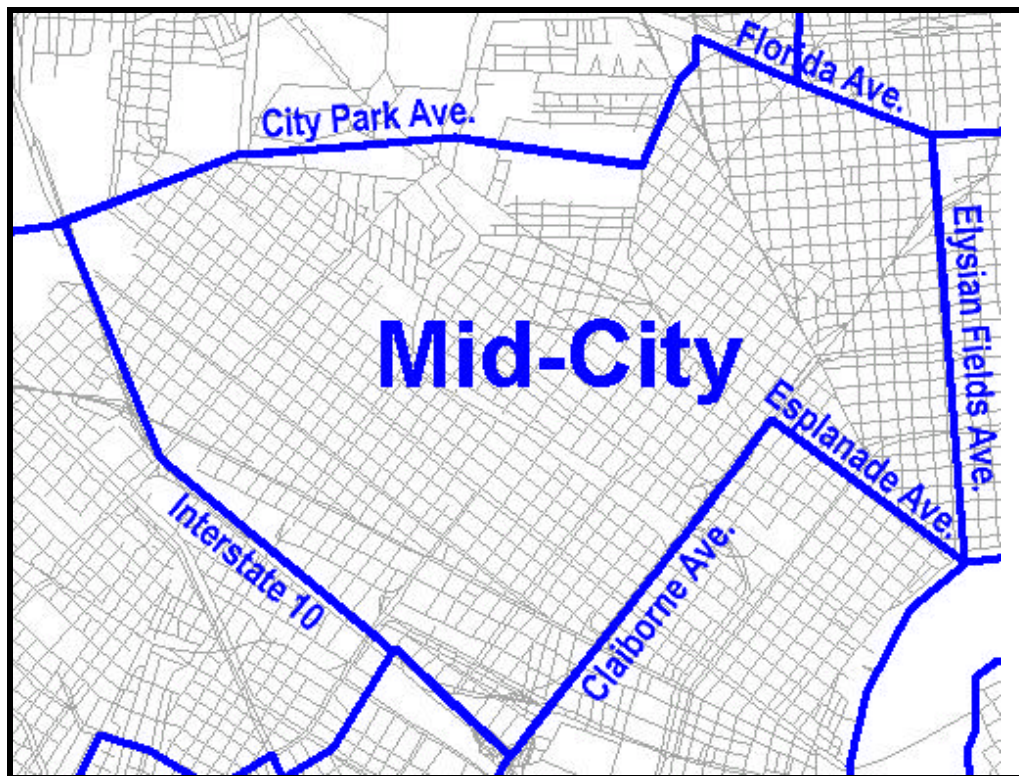 Florida Ave.
City Park Ave.
Elysian Fields Ave.
Mid-City
Esplanade Ave.
Interstate 10
Claiborne Ave.